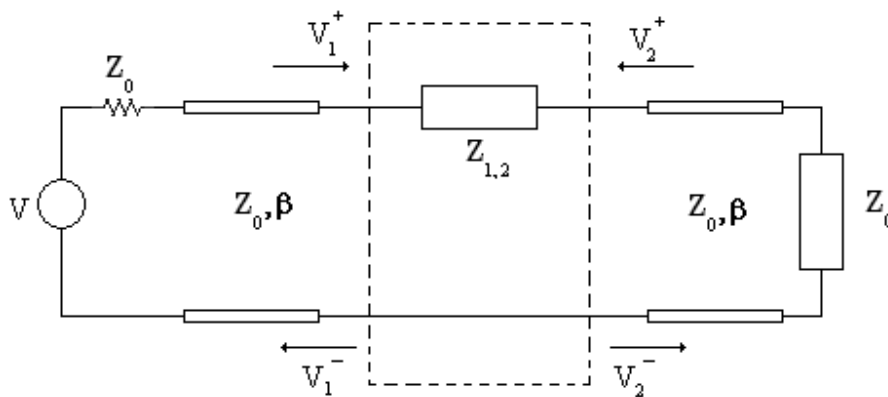 V₁⁺
V₂⁺
Z₀
Z₁,₂
V
Z₀,β
Z₀,β
Z₀
V₁⁻
V₂⁻